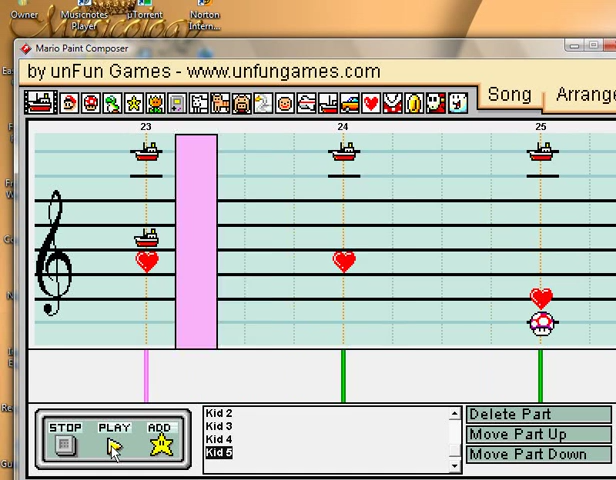 Owner
Musicnotes
Player
µTorrent
Norton
Intern...
Mario Paint Composer
by unFun Games - www.unfungames.com
Song
Arrange
23
24
25
STOP
PLAY
ADD
Kid 2
Kid 3
Kid 4
Kid 5
Delete Part
Move Part Up
Move Part Down